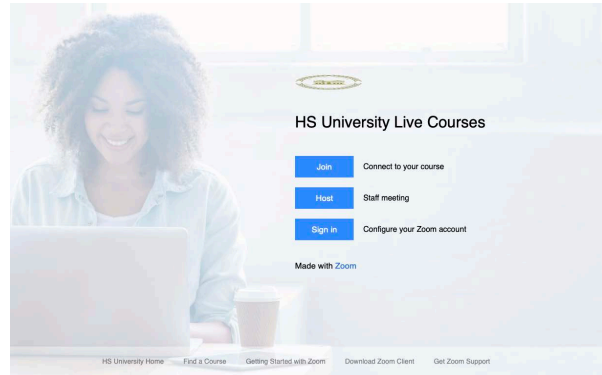 HS University Live Courses
Join Connect to your course
Host Staff meeting
Sign in Configure your Zoom account
Made with Zoom
HS University Home Find a Course Getting Started with Zoom Download Zoom Client Get Zoom Support